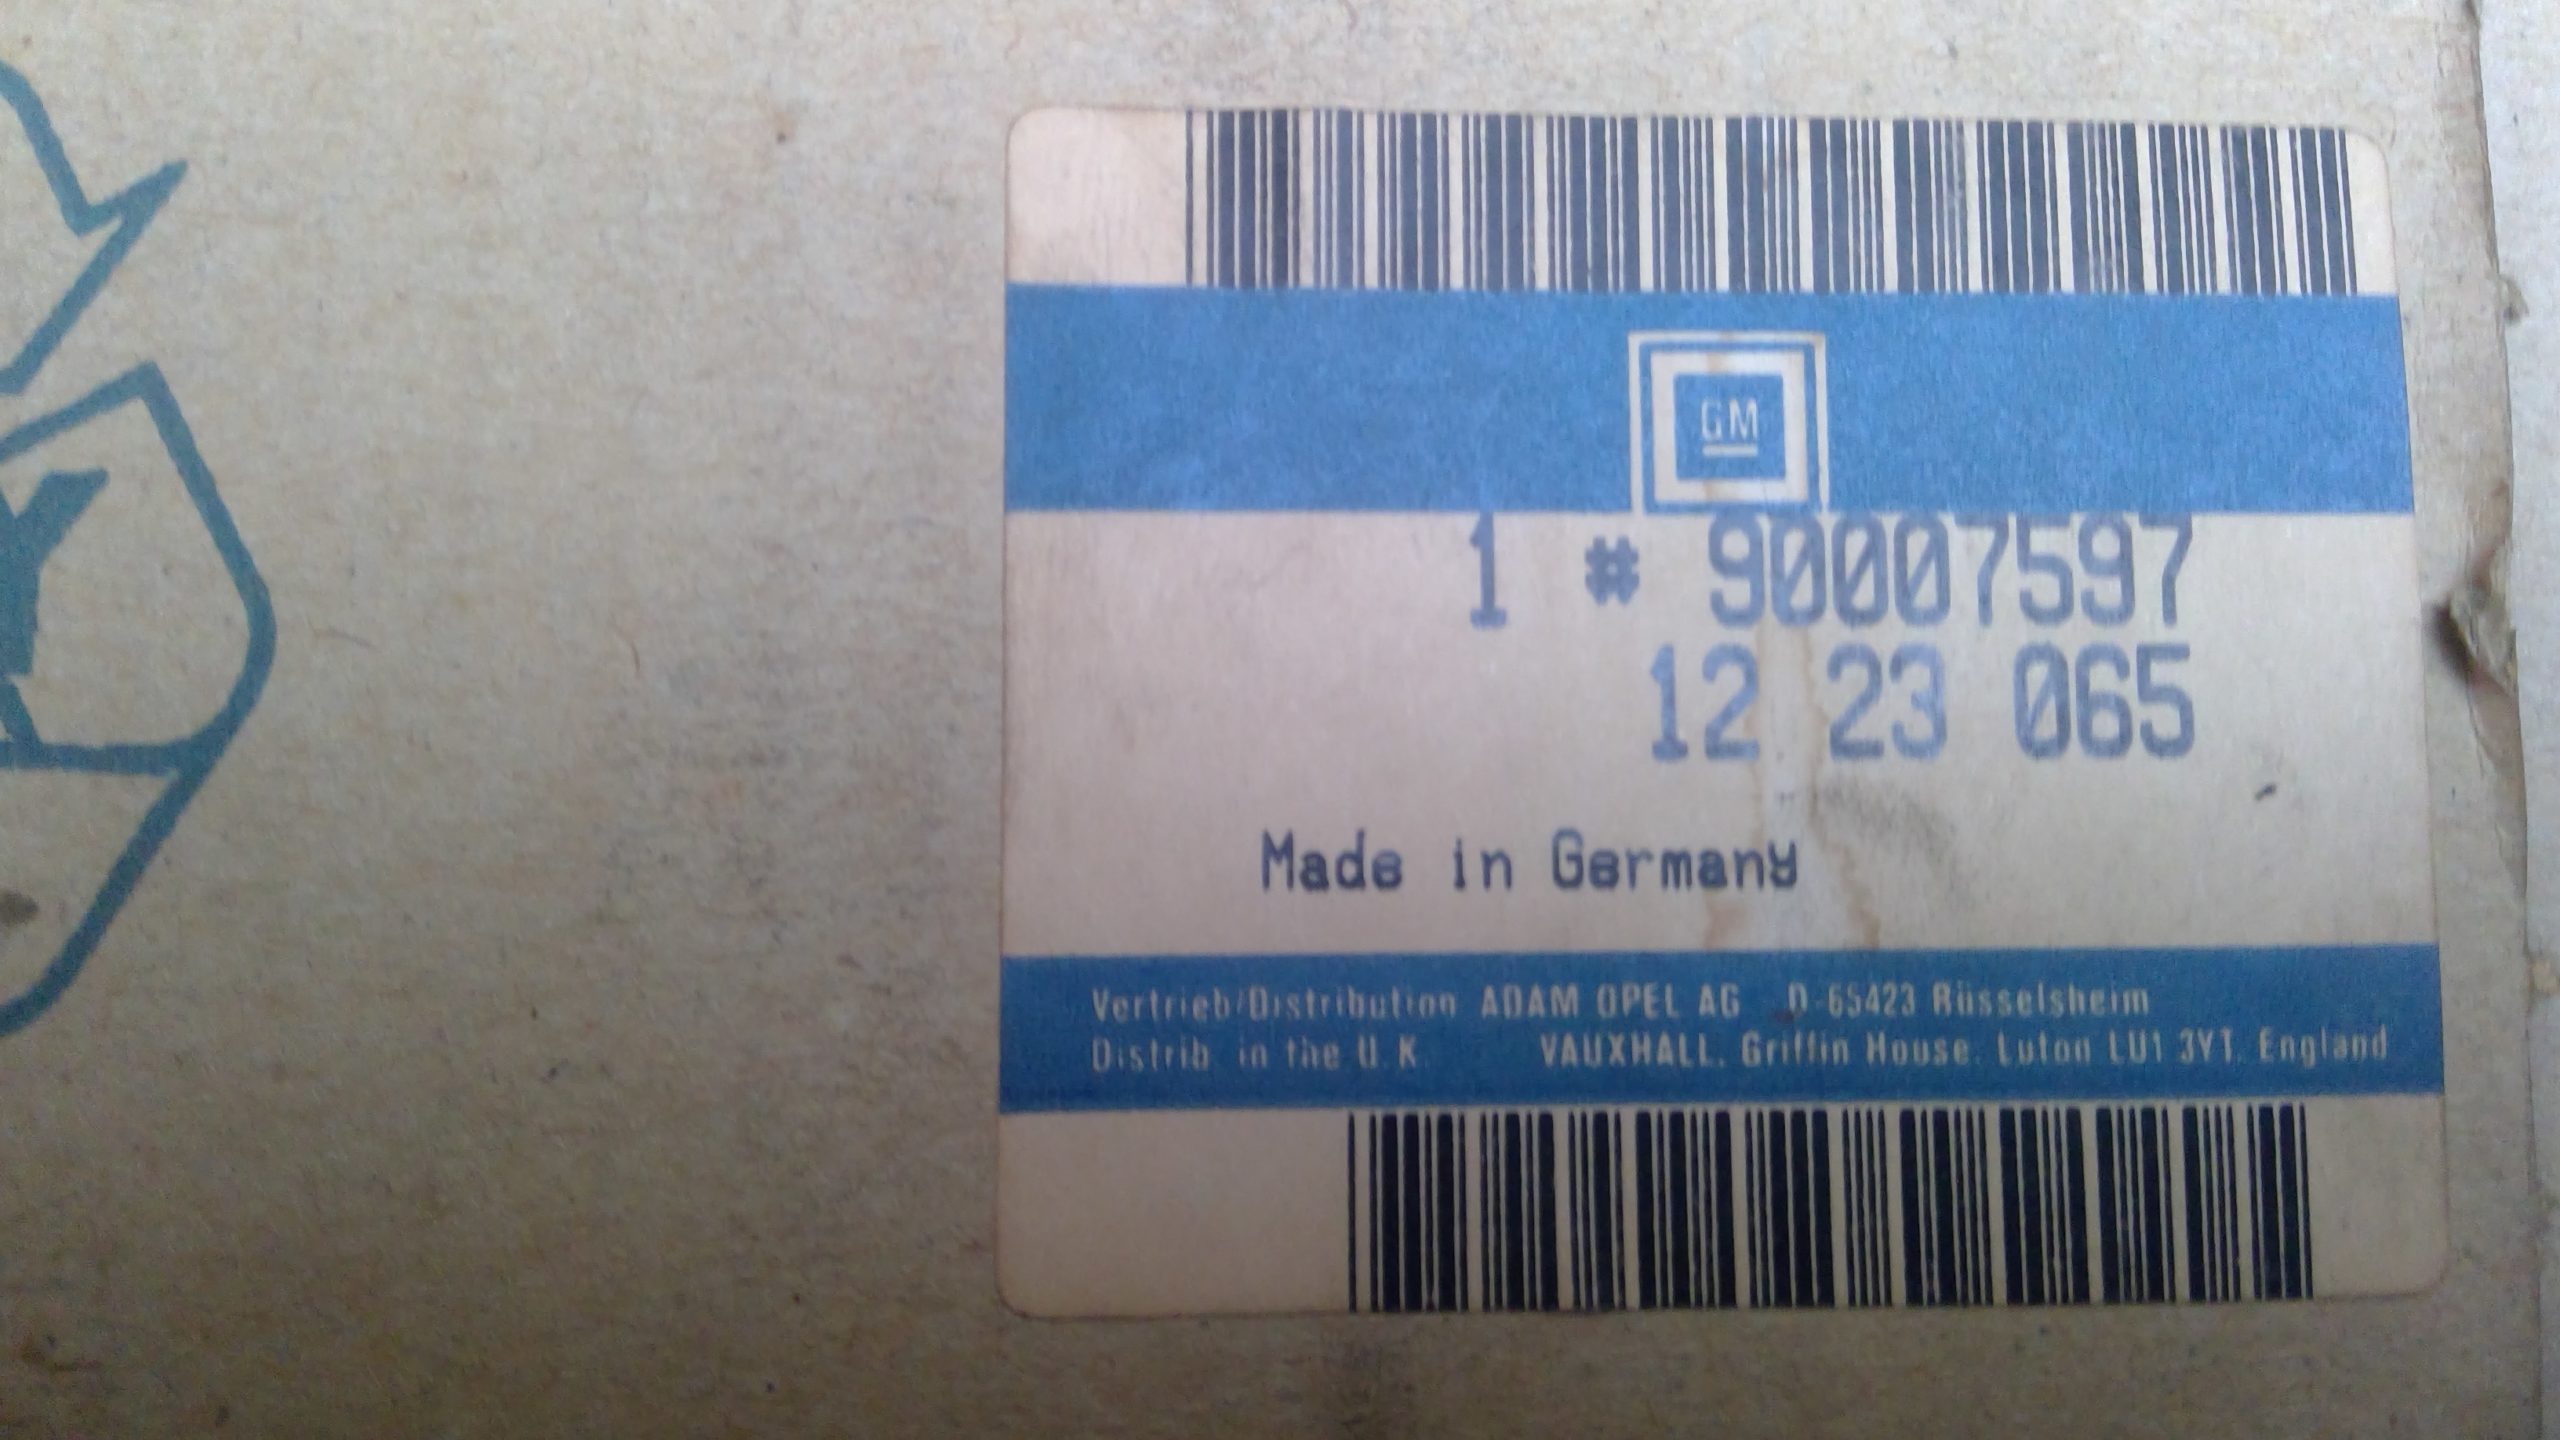 GM
1 # 90007597
12 23 065
Made in Germany
Vertrieb/Distribution ADAM OPEL AG D-65423 Rüsselsheim
Distrib. in the U.K. VAUXHALL, Griffin House, Luton LU1 3YT, England